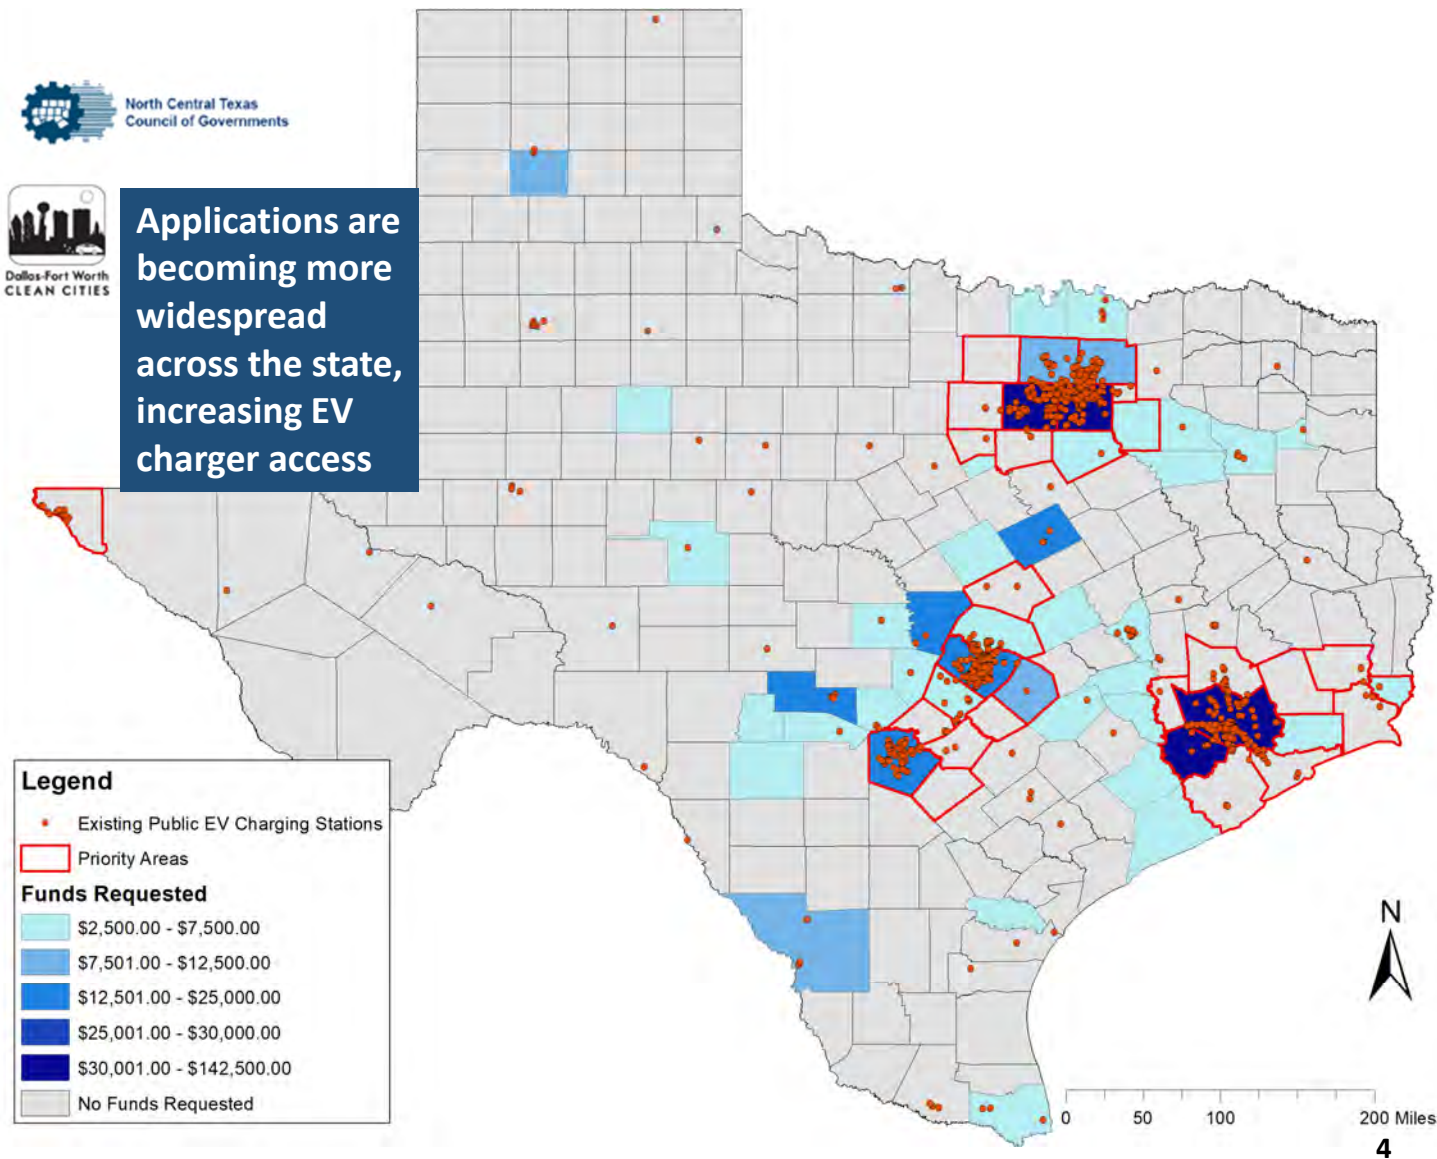 North Central Texas
Council of Governments
Dallas-Fort Worth
CLEAN CITIES
Applications are
becoming more
widespread
across the state,
increasing EV
charger access
Legend
Existing Public EV Charging Stations
Priority Areas
Funds Requested
$2,500.00 - $7,500.00
$7,501.00 - $12,500.00
$12,501.00 - $25,000.00
$25,001.00 - $30,000.00
$30,001.00 - $142,500.00
No Funds Requested
N
0 50 100 200 Miles
4